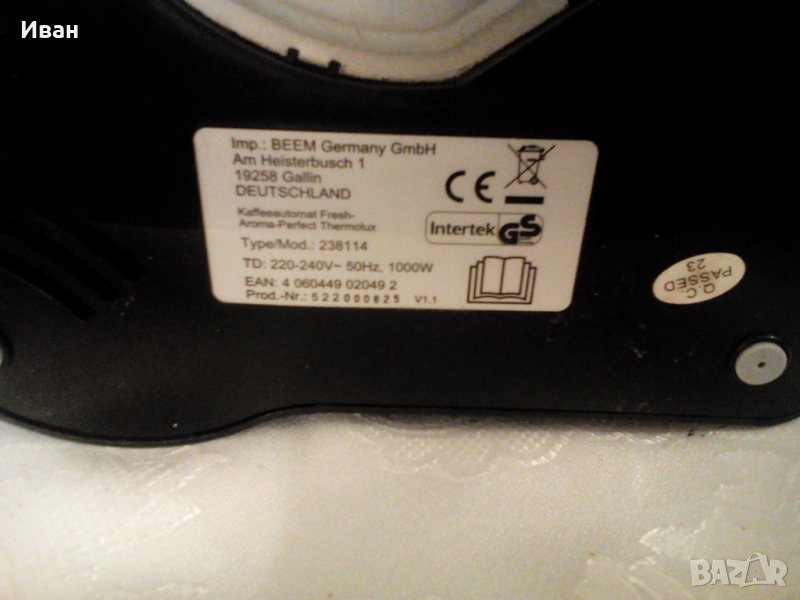 Иван
Imp.: BEEM Germany GmbH
Am Heisterbusch 1
19258 Gallin
DEUTSCHLAND
Kaffeeautomat Fresh-
Aroma-Perfect Thermolux
Type/Mod.: 238114
TD: 220-240V~ 50Hz, 1000W
EAN: 4 060449 02049 2
Prod.-Nr.: 522000825 V1.1
CE
Intertek GS
Q.C
PASSED
23
BAZAR